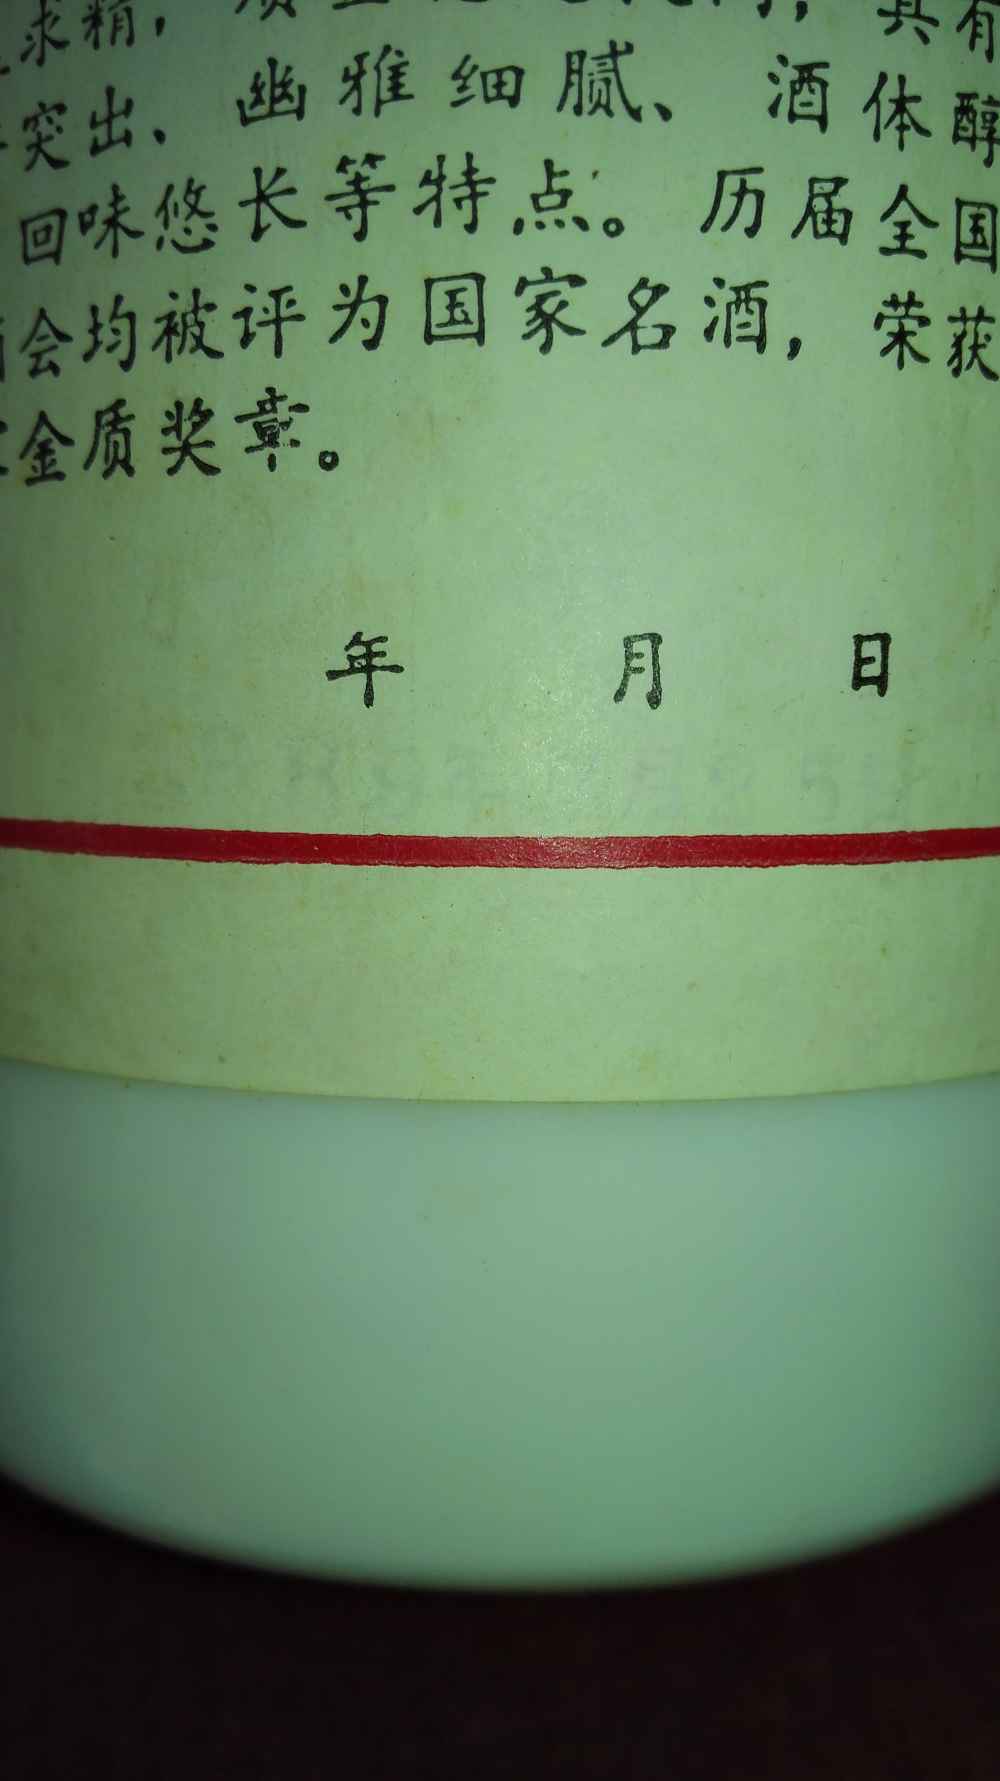 求精，具有
突出、幽雅细腻、酒体醇
回味悠长等特点。历届全国
会均被评为国家名酒，荣获
金质奖章。
年 月 日